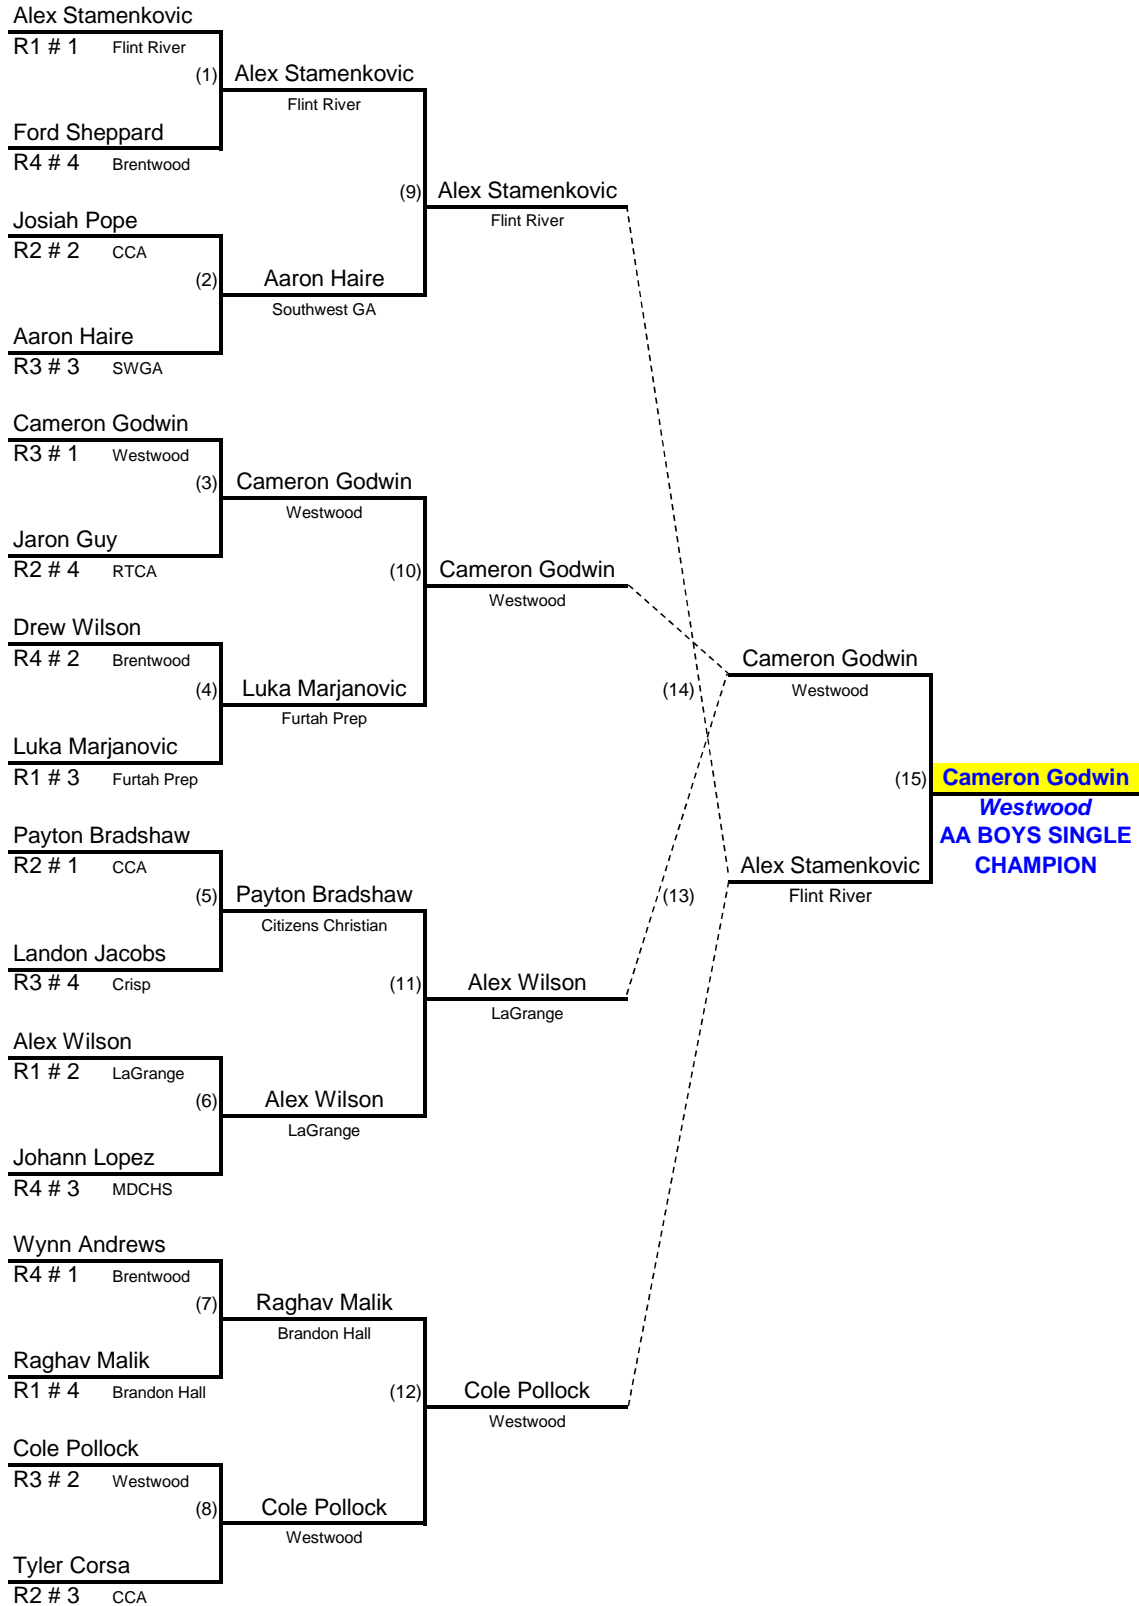 Alex Stamenkovic
R1 # 1 Flint River
(1) Alex Stamenkovic
Flint River
Ford Sheppard
R4 # 4 Brentwood
(9) Alex Stamenkovic
Flint River
Josiah Pope
R2 # 2 CCA
(2) Aaron Haire
Southwest GA
Aaron Haire
R3 # 3 SWGA
Cameron Godwin
R3 # 1 Westwood
(3) Cameron Godwin
Westwood
Jaron Guy
R2 # 4 RTCA
(10) Cameron Godwin
Westwood
Drew Wilson
R4 # 2 Brentwood
(4) Luka Marjanovic
Furtah Prep
Luka Marjanovic
R1 # 3 Furtah Prep
Cameron Godwin
(14) Westwood
(15) Cameron Godwin
Westwood
AA BOYS SINGLE
CHAMPION
Alex Stamenkovic
(13) Flint River
Payton Bradshaw
R2 # 1 CCA
(5) Payton Bradshaw
Citizens Christian
Landon Jacobs
R3 # 4 Crisp
(11) Alex Wilson
LaGrange
Alex Wilson
R1 # 2 LaGrange
(6) Alex Wilson
LaGrange
Johann Lopez
R4 # 3 MDCHS
Wynn Andrews
R4 # 1 Brentwood
(7) Raghav Malik
Brandon Hall
Raghav Malik
R1 # 4 Brandon Hall
(12) Cole Pollock
Westwood
Cole Pollock
R3 # 2 Westwood
(8) Cole Pollock
Westwood
Tyler Corsa
R2 # 3 CCA